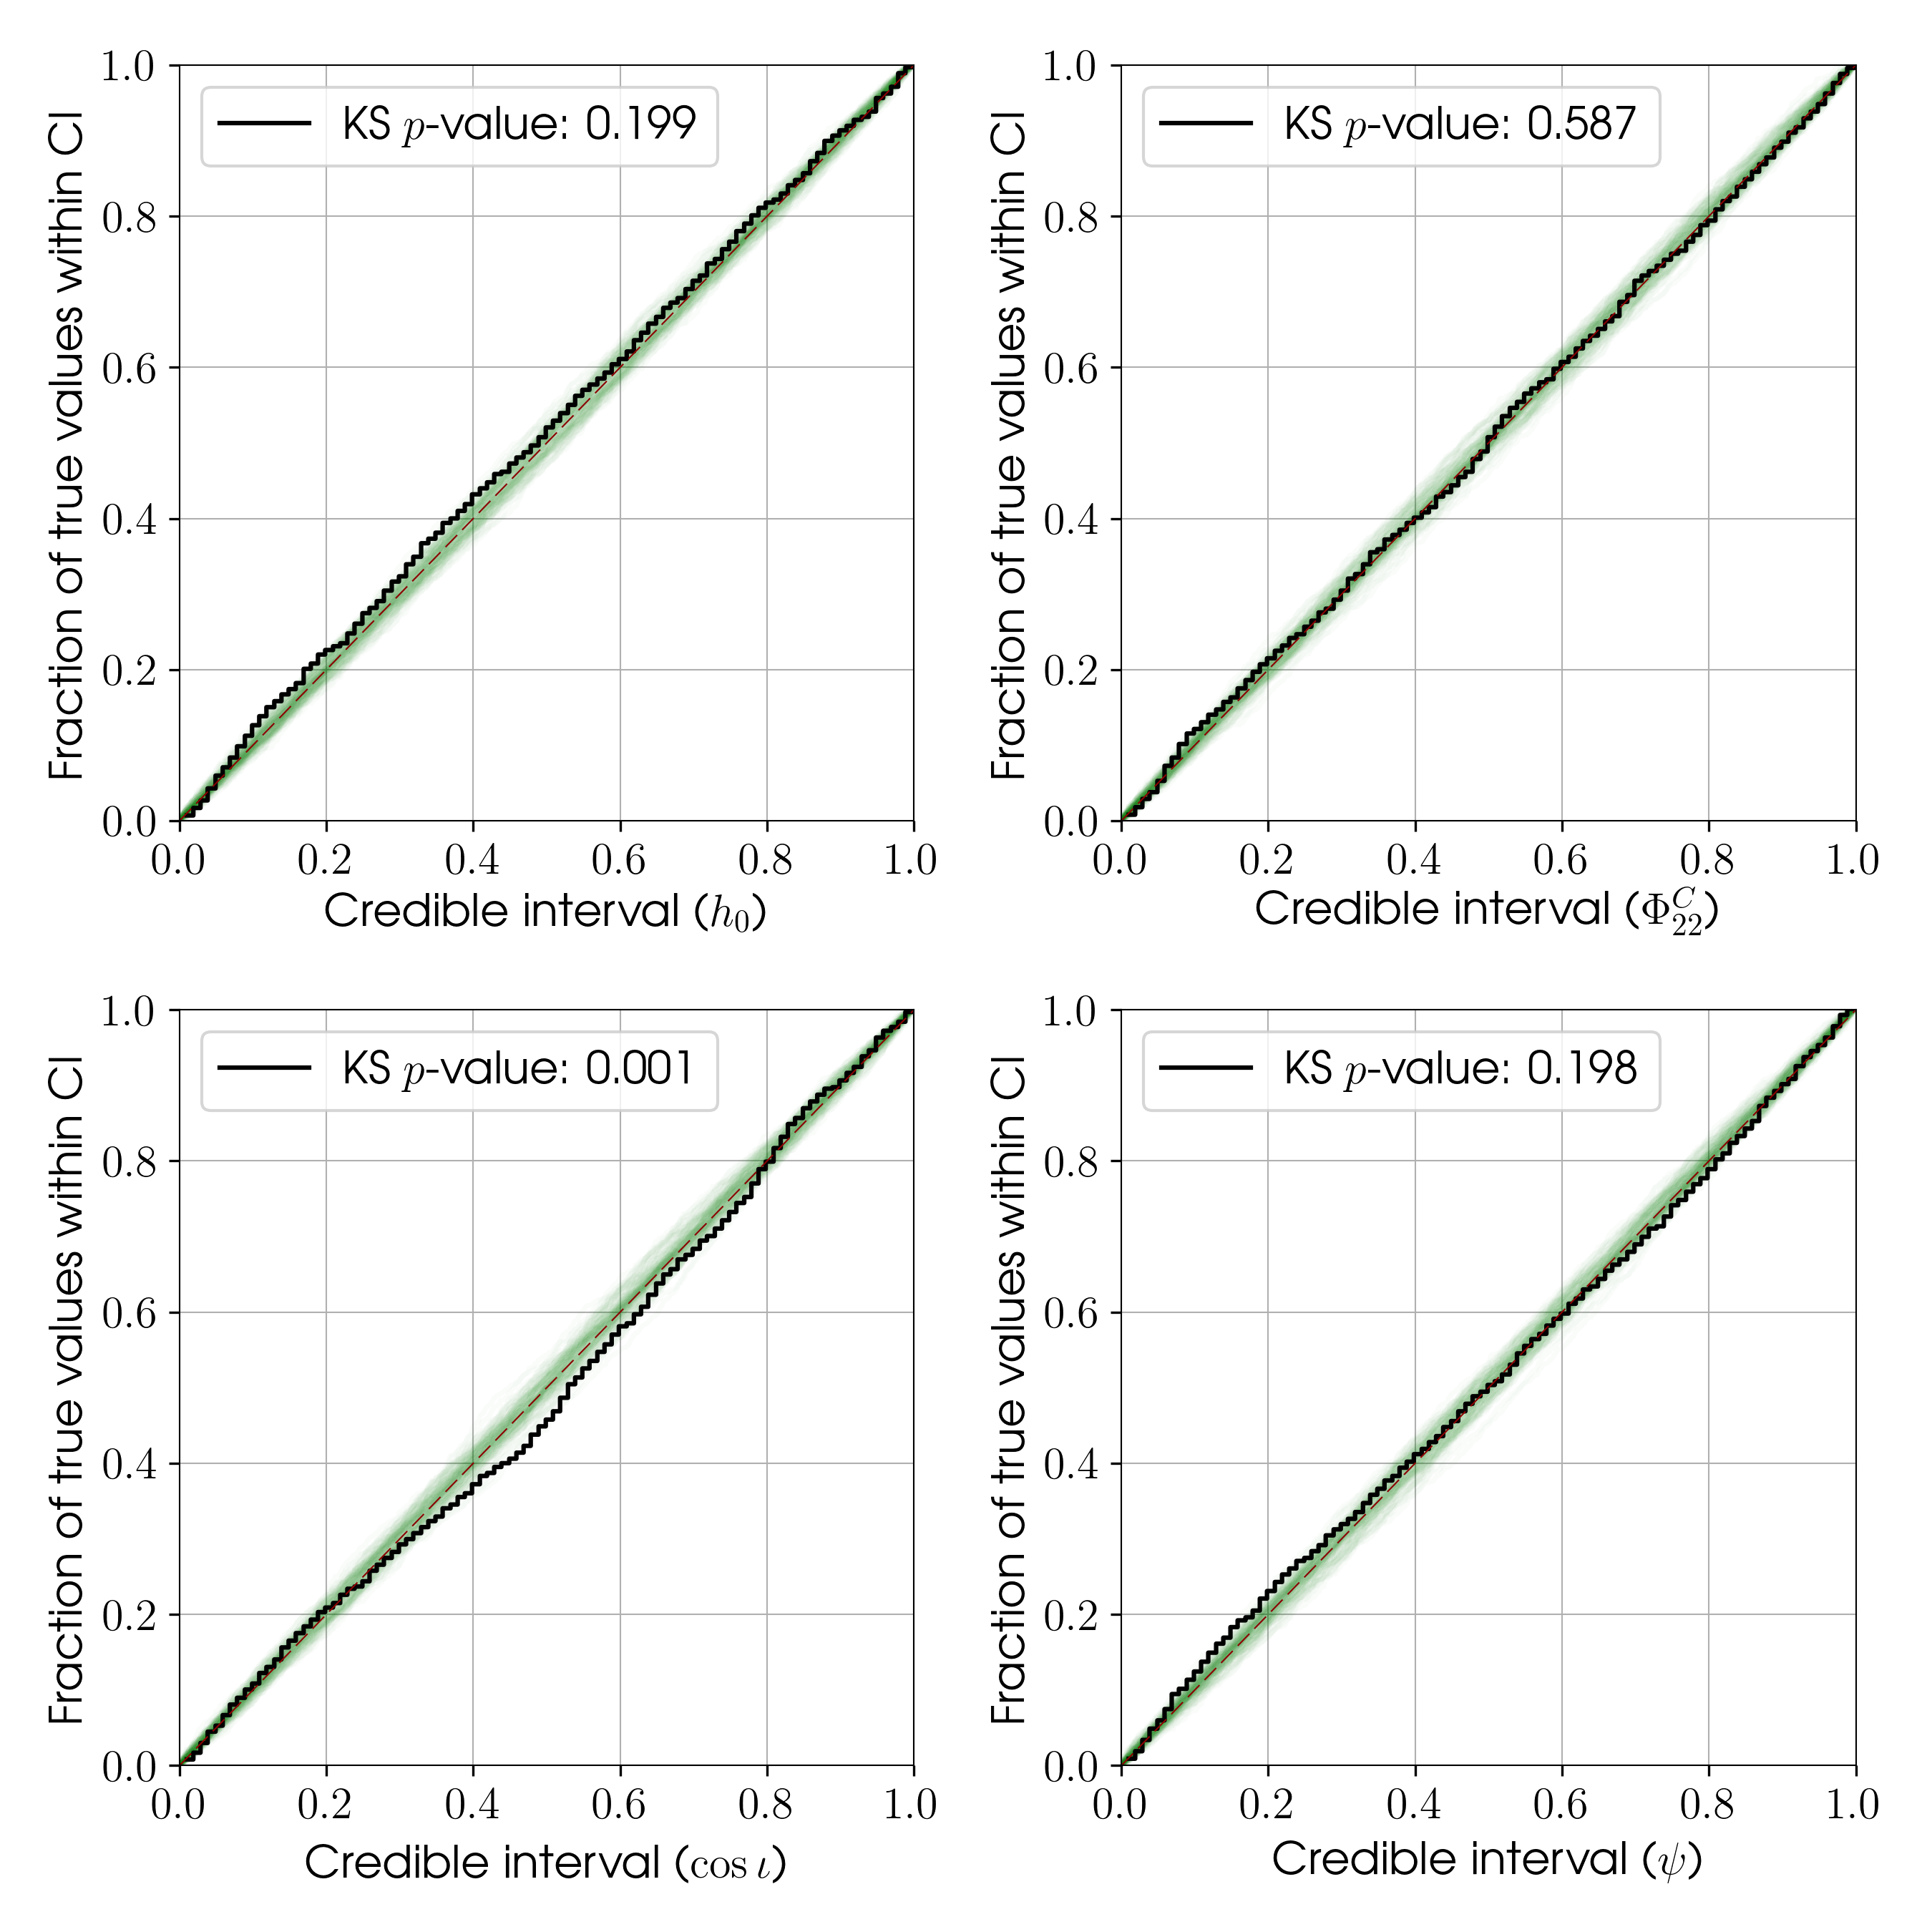 KS p-value: 0.199
Fraction of true values within CI
1.0
0.8
0.6
0.4
0.2
0.0
0.0 0.2 0.4 0.6 0.8 1.0
Credible interval (h₀)
KS p-value: 0.587
Fraction of true values within CI
1.0
0.8
0.6
0.4
0.2
0.0
0.0 0.2 0.4 0.6 0.8 1.0
Credible interval (Φ₂₂^C)
KS p-value: 0.001
Fraction of true values within CI
1.0
0.8
0.6
0.4
0.2
0.0
0.0 0.2 0.4 0.6 0.8 1.0
Credible interval (cos ι)
KS p-value: 0.198
Fraction of true values within CI
1.0
0.8
0.6
0.4
0.2
0.0
0.0 0.2 0.4 0.6 0.8 1.0
Credible interval (ψ)